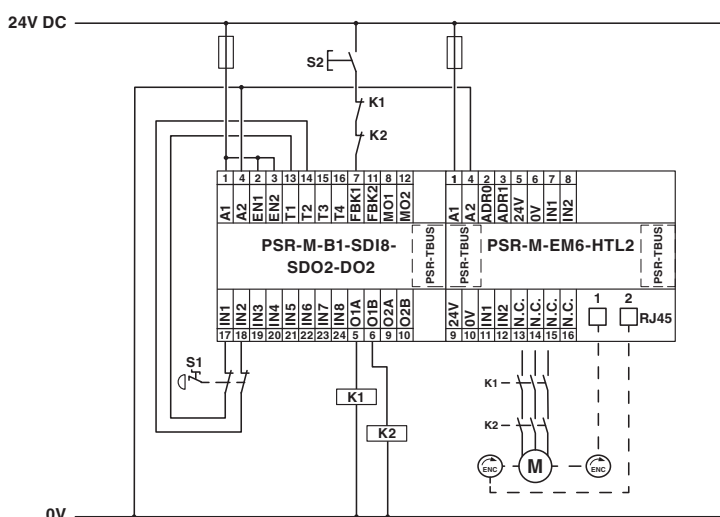 24V DC
S2
K1
K2
1 4 2 3 13 14 15 16 7 11 8 12
A1 A2 EN1 EN2 T1 T2 T3 T4 FBK1 FBK2 MO1 MO2
1 4 2 3 5 6 7 8
A1 A2 ADR0 ADR1 24V 0V IN1 IN2
PSR-M-B1-SDI8-
SDO2-DO2
PSR-TBUS
PSR-TBUS
PSR-M-EM6-HTL2
PSR-TBUS
IN1 IN2 IN3 IN4 IN5 IN6 IN7 IN8 O1A O1B O2A O2B
17 18 19 20 21 22 23 24 5 6 9 10
24V 0V IN1 IN2 N.C. N.C. N.C. N.C.
9 10 11 12 13 14 15 16
1 2
RJ45
S1
K1
K2
K1
K2
ENC
M
ENC
0V